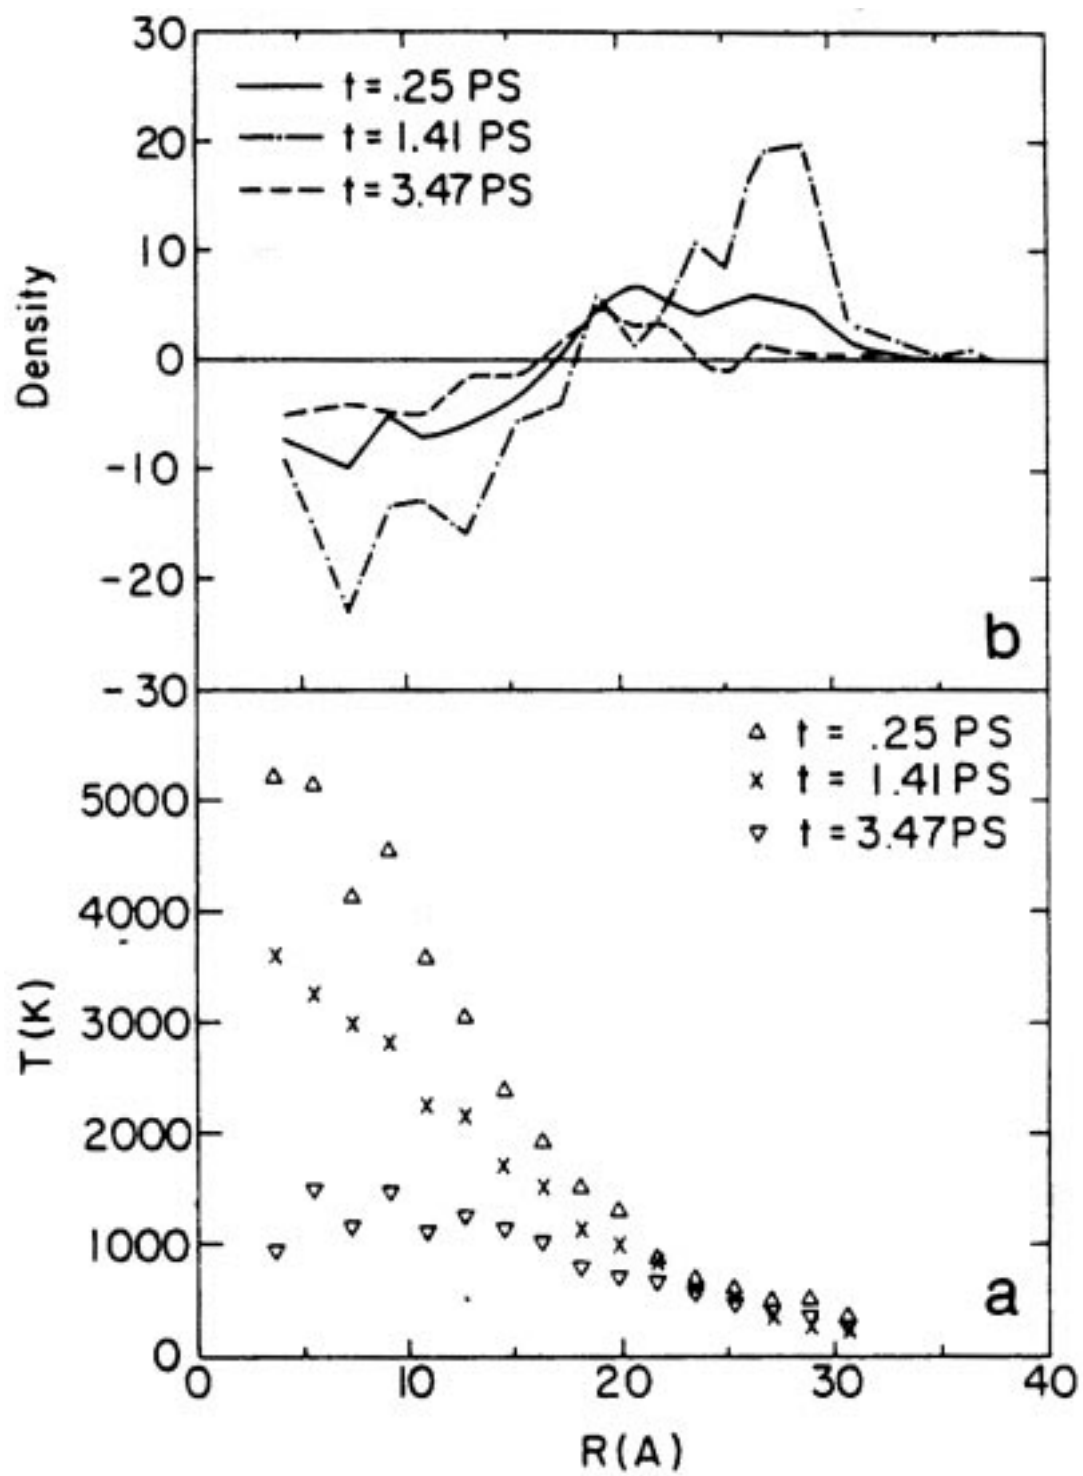 30
t = .25 PS
20
t = 1.41 PS
t = 3.47 PS
10
Density
0
-10
-20
b
-30
t = .25 PS
5000
t = 1.41 PS
t = 3.47 PS
4000
T(K)
3000
2000
1000
a
0
0 10 20 30 40
R(A)